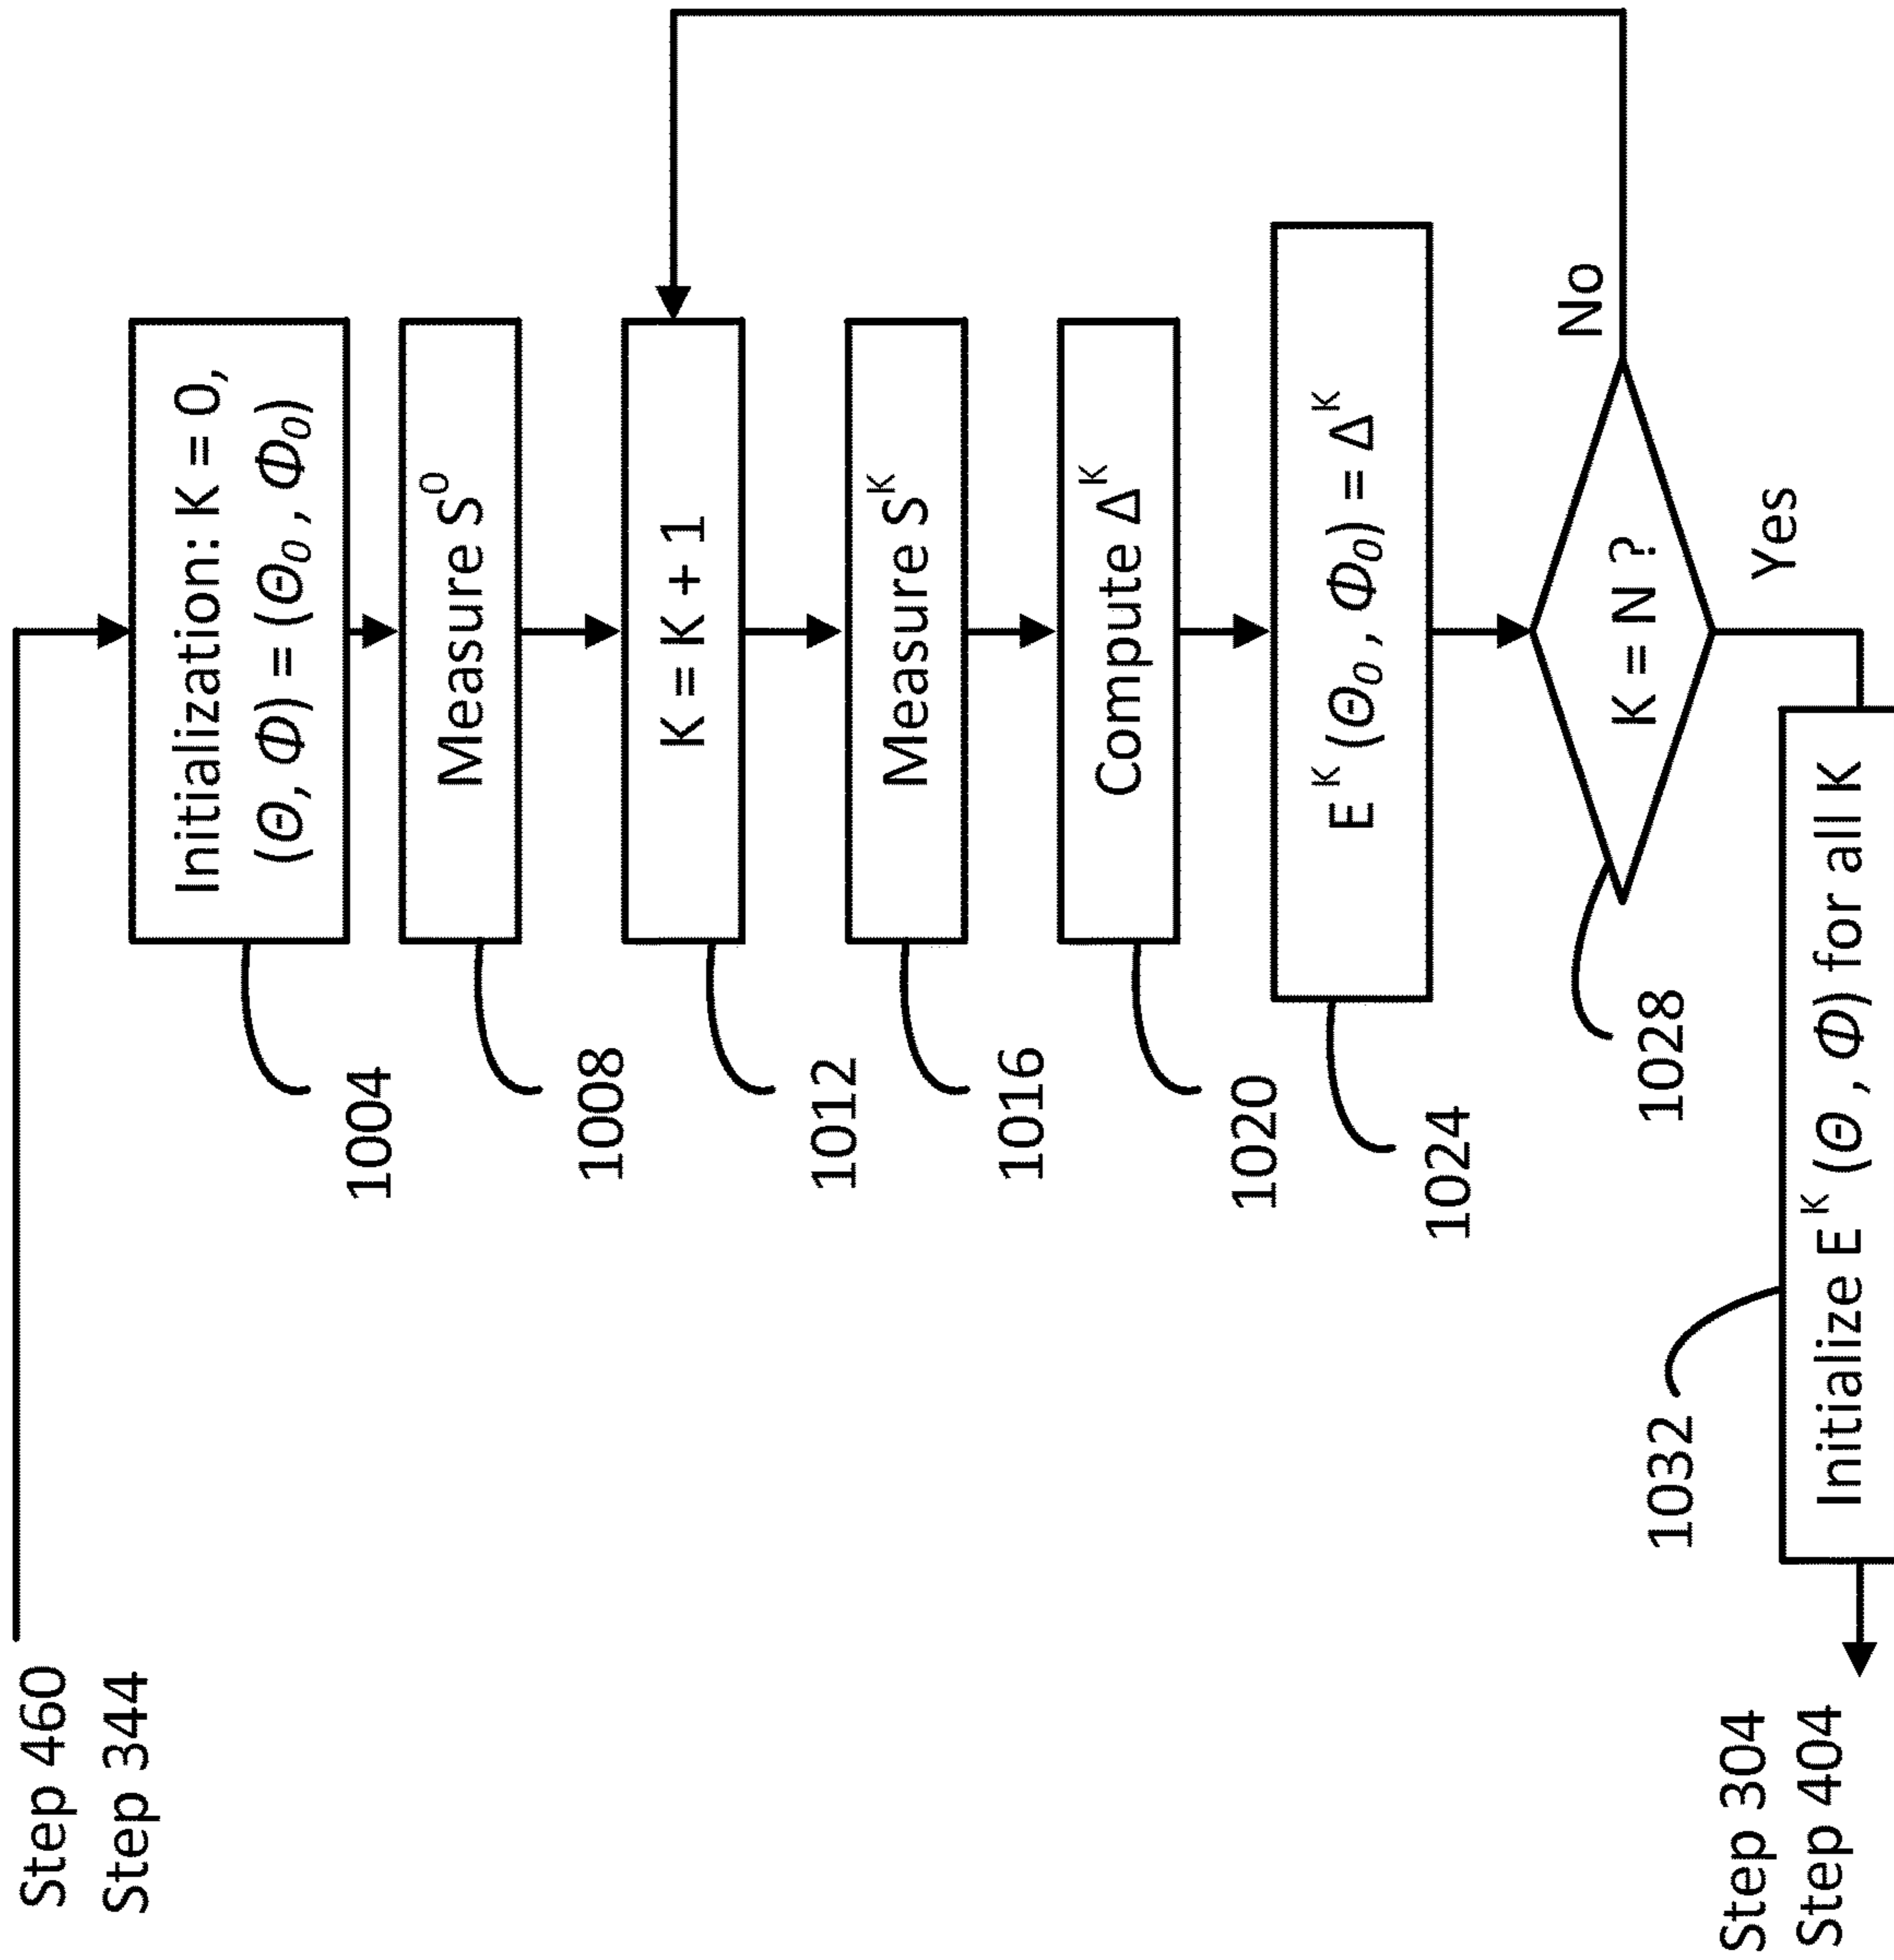 Step 460
Step 344
Initialization: K = 0,
(Θ, Φ) = (Θ₀, Φ₀)
1004
Measure S⁰
1008
K = K + 1
1012
Measure Sᴷ
1016
Compute Δᴷ
1020
Eᴷ(Θ₀, Φ₀) = Δᴷ
1024
K = N ?
1028
No
Yes
Initialize Eᴷ (Θ, Φ) for all K
1032
Step 304
Step 404